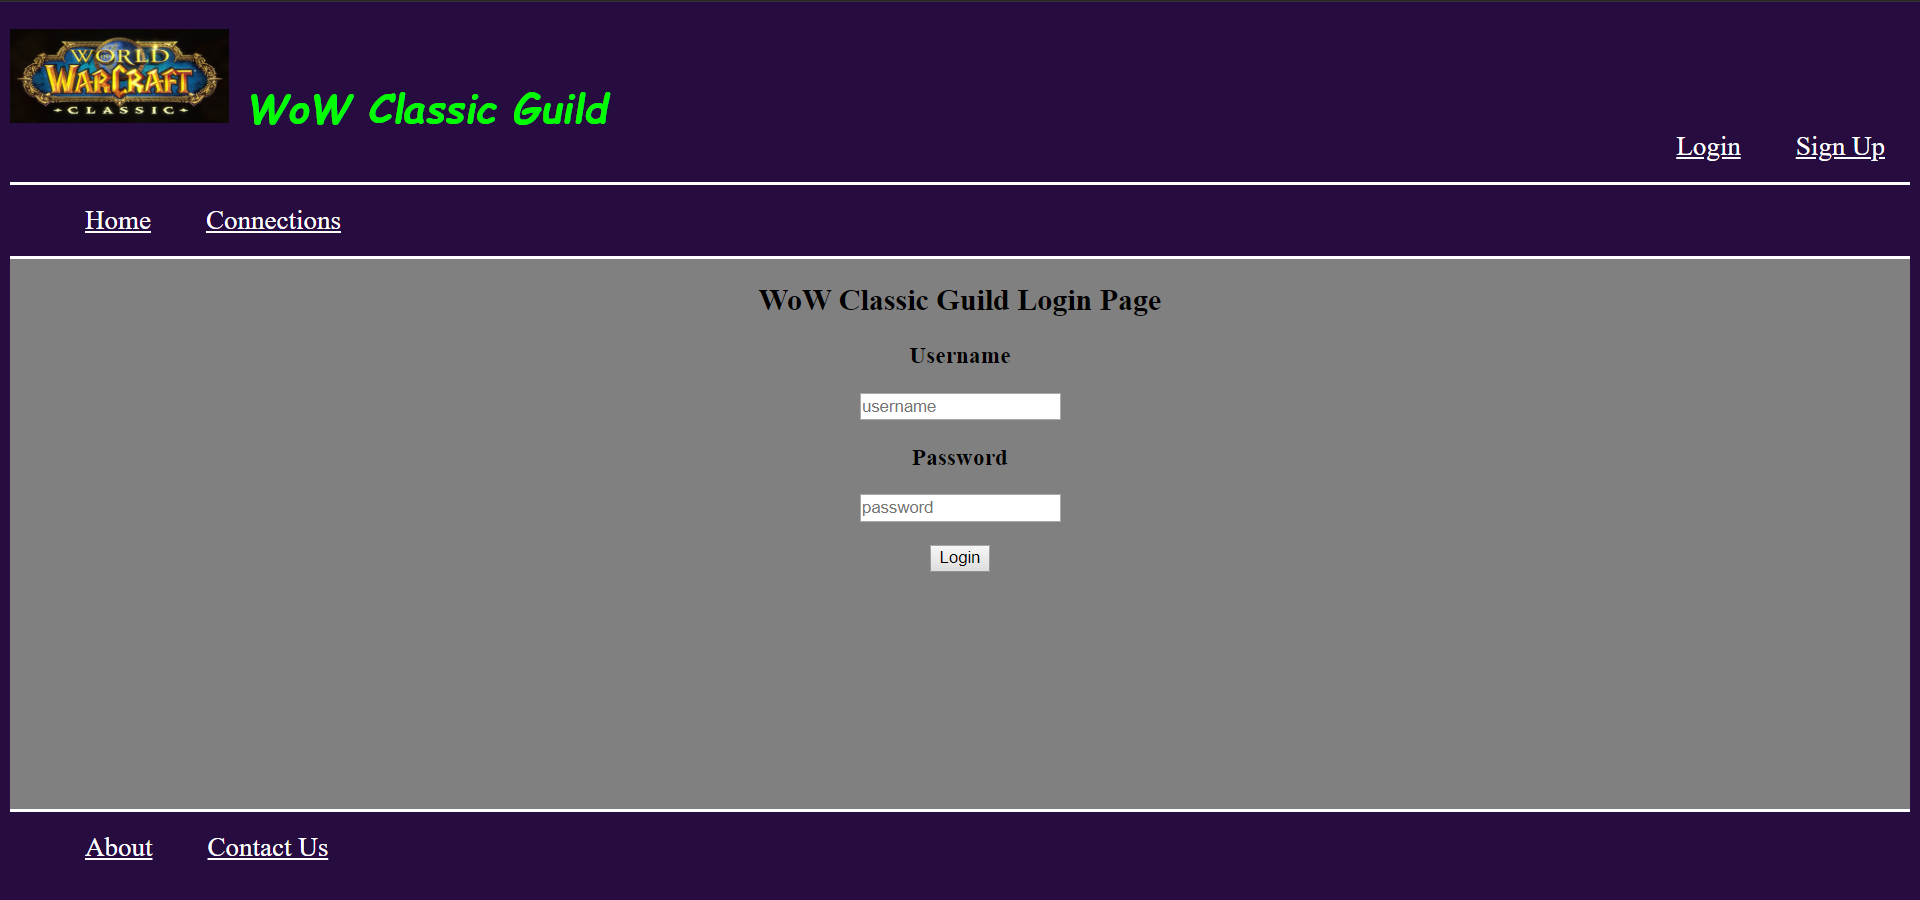 WORLD
WARCRAFT
CLASSIC
WoW Classic Guild
Login Sign Up
Home Connections
WoW Classic Guild Login Page
Username
username
Password
password
Login
About Contact Us